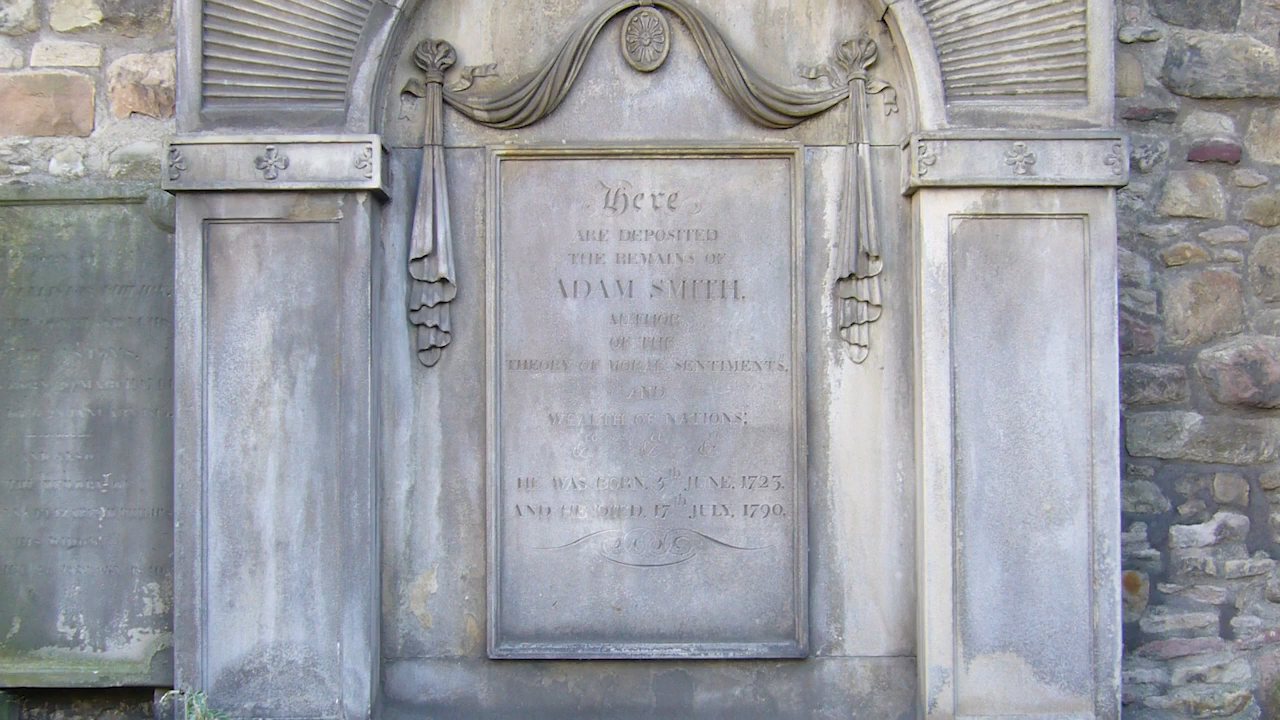 Here
ARE DEPOSITED
THE REMAINS OF
ADAM SMITH,
AUTHOR
OF THE
THEORY OF MORAL SENTIMENTS,
AND
WEALTH OF NATIONS;
&. &. &.
HE WAS BORN, 5th JUNE, 1723.
AND HE DIED, 17th JULY, 1790.